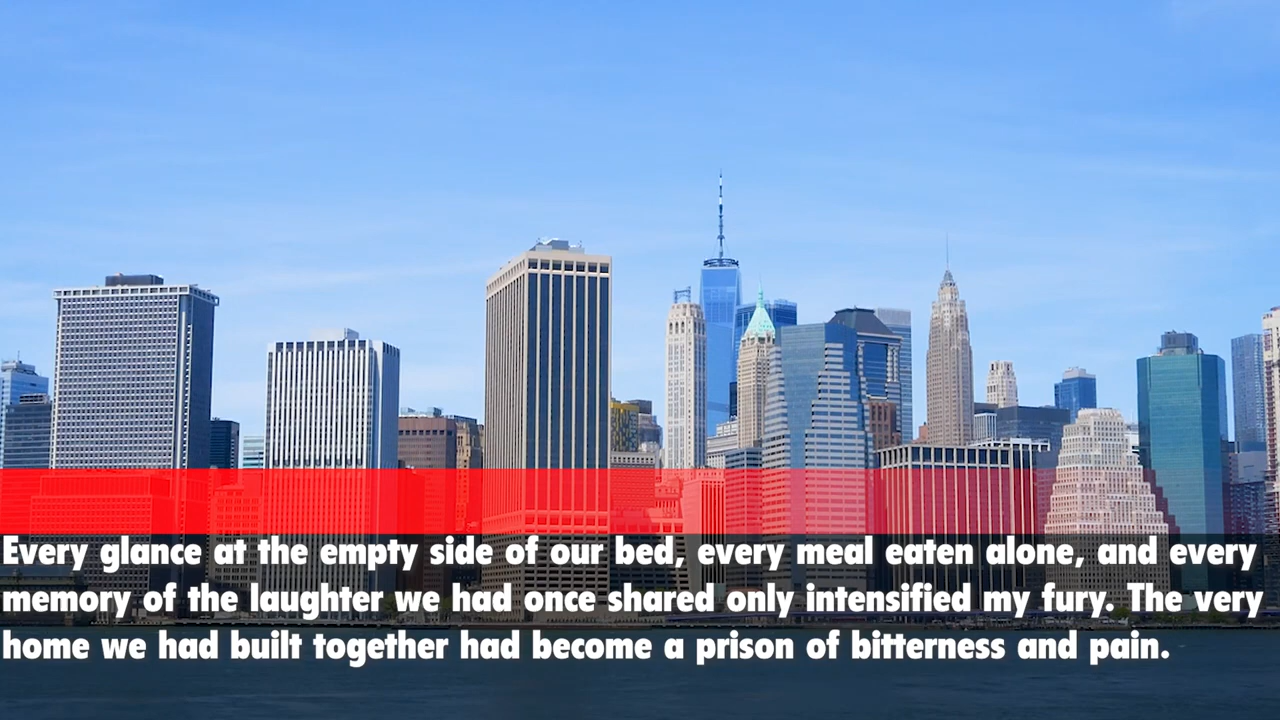 Every glance at the empty side of our bed, every meal eaten alone, and every
memory of the laughter we had once shared only intensified my fury. The very
home we had built together had become a prison of bitterness and pain.